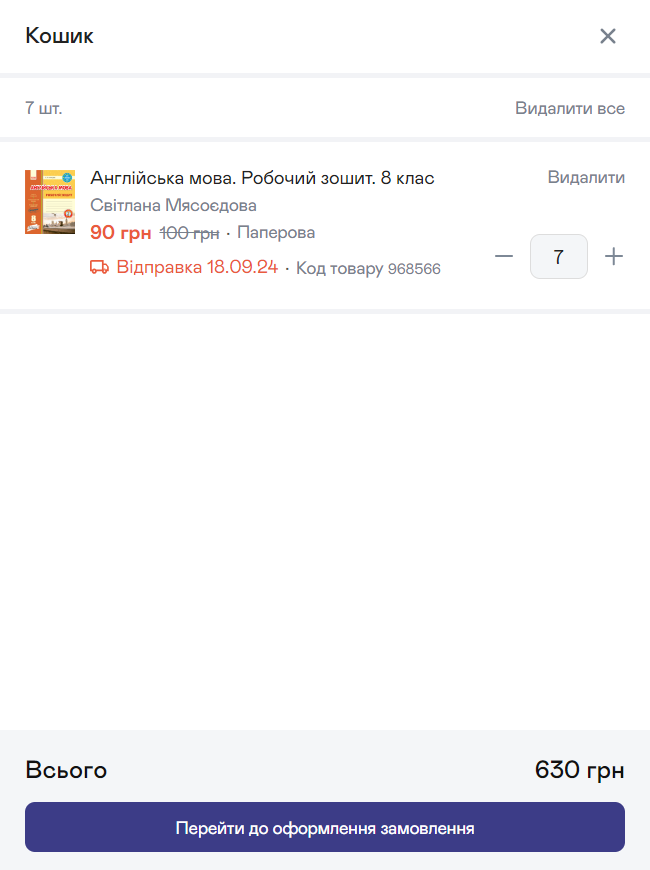 Кошик
7 шт. Видалити все
Англійська мова. Робочий зошит. 8 клас Видалити
Світлана Мясоєдова
90 грн 100 грн · Паперова
7
Відправка 18.09.24 · Код товару 968566
Всього 630 грн
Перейти до оформлення замовлення